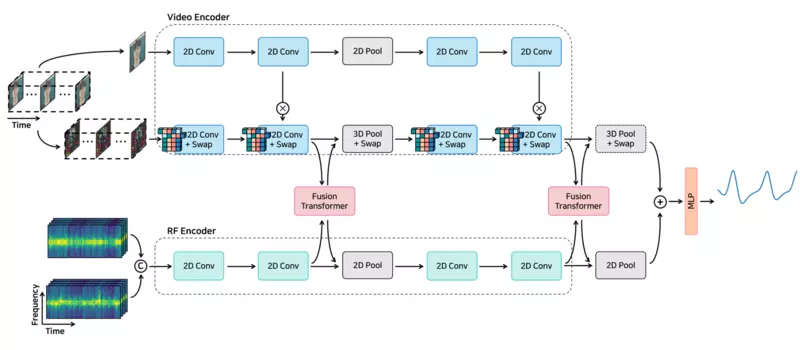 Video Encoder
2D Conv
2D Conv
2D Pool
2D Conv
2D Conv
Time
2D Conv
+ Swap
2D Conv
+ Swap
3D Pool
+ Swap
2D Conv
+ Swap
2D Conv
+ Swap
3D Pool
+ Swap
Fusion
Transformer
Fusion
Transformer
MLP
RF Encoder
C
2D Conv
2D Conv
2D Pool
2D Conv
2D Conv
2D Pool
Frequency
Time